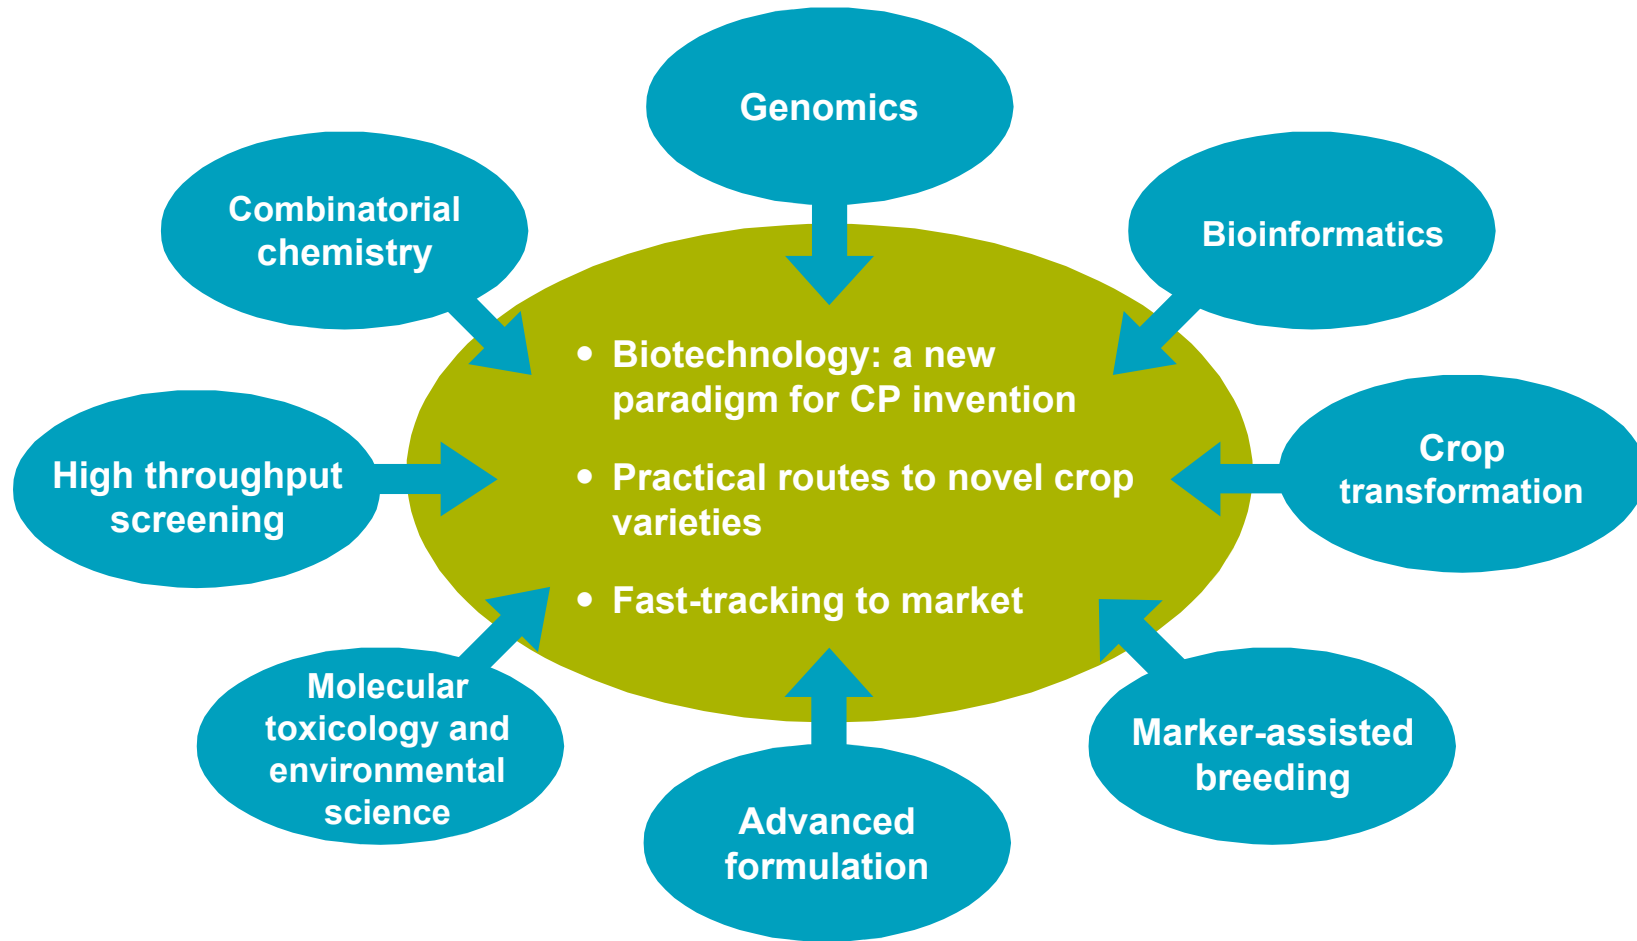 Genomics
Combinatorial
chemistry
Bioinformatics
• Biotechnology: a new
paradigm for CP invention
High throughput
screening
• Practical routes to novel crop
varieties
Crop
transformation
• Fast-tracking to market
Molecular
toxicology and
environmental
science
Advanced
formulation
Marker-assisted
breeding